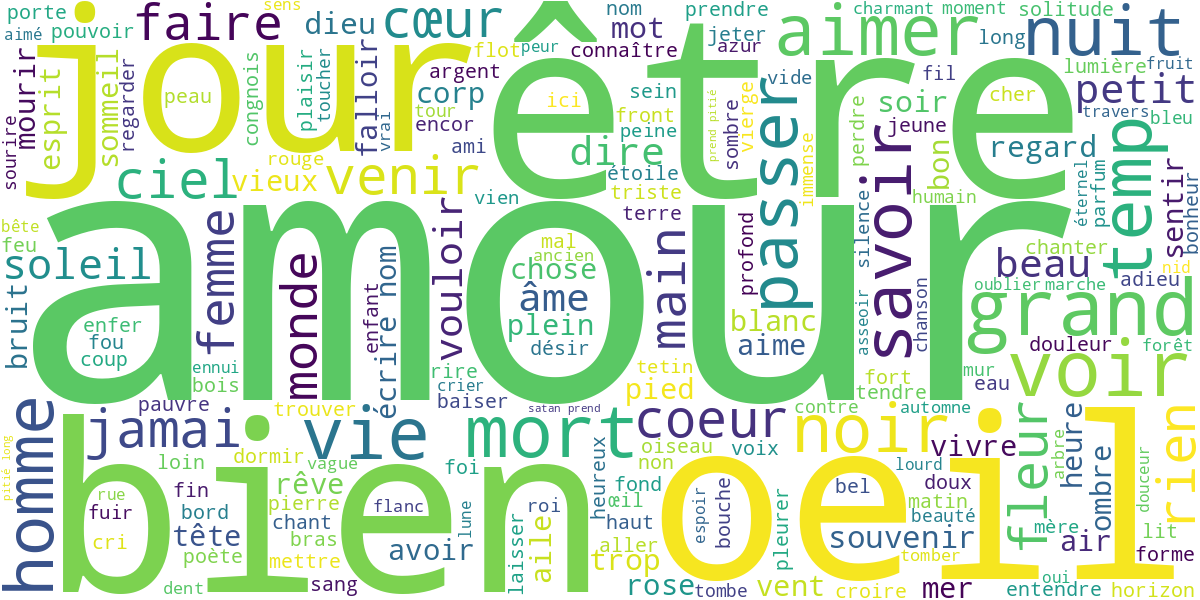 porte
aimé
pouvoir
faire
sens
dieu
cœur
nom
mot
prendre
jeter
charmant
moment
solitude
long
nuit
aimer
jour
être
flot
peur
connaître
azur
lumière
fruit
mourir
esprit
sommeil
regarder
peau
congnois
plaisir
toucher
falloir
vrai
argent
corp
tour
encor
ami
ici
sein
front
peine
vide
fil
cher
petit
travers
bleu
sourire
rouge
ciel
vieux
venir
vien
dire
étoile
triste
terre
prend pitié
sombre
vierge
passer
immense
perdre
soir
jeune
bon
humain
regard
éternel
parfum
temp
sentir
bonheur
bête
feu
soleil
femme
monde
amour
enfant
écrire nom
vouloir
mal
ancien
chose
âme
plein
désir
main
profond
blanc
aime
silence
savoir
asseoir
chanson
chanter
beau
oublier
marche
adieu
nid
grand
bruit
enfer
fou
coup
ennui
bois
rire
crier
baiser
tetin
pied
fort
tendre
mur
eau
douleur
forêt
voir
satan prend
pauvre
jamai
trouver
vie
mort
coeur
contre
noir
automne
vivre
fleur
heure
arbre
ombre
douceur
rien
homme
pitié long
loin
dormir
vague
foi
heureux
oiseau
non
voix
lourd
bien
oeil
rue
fuir
cri
fin
bord
tête
poète
dent
rêve
pierre
chant
bras
mettre
sang
flanc
roi
avoir
lune
laisser
aile
œil
fond
haut
aller
trop
rose
espoir
bouche
tombe
pleurer
vent
bel
souvenir
croire
doux
matin
beauté
tomber
mer
mère
air
lit
forme
oui
entendre
horizon